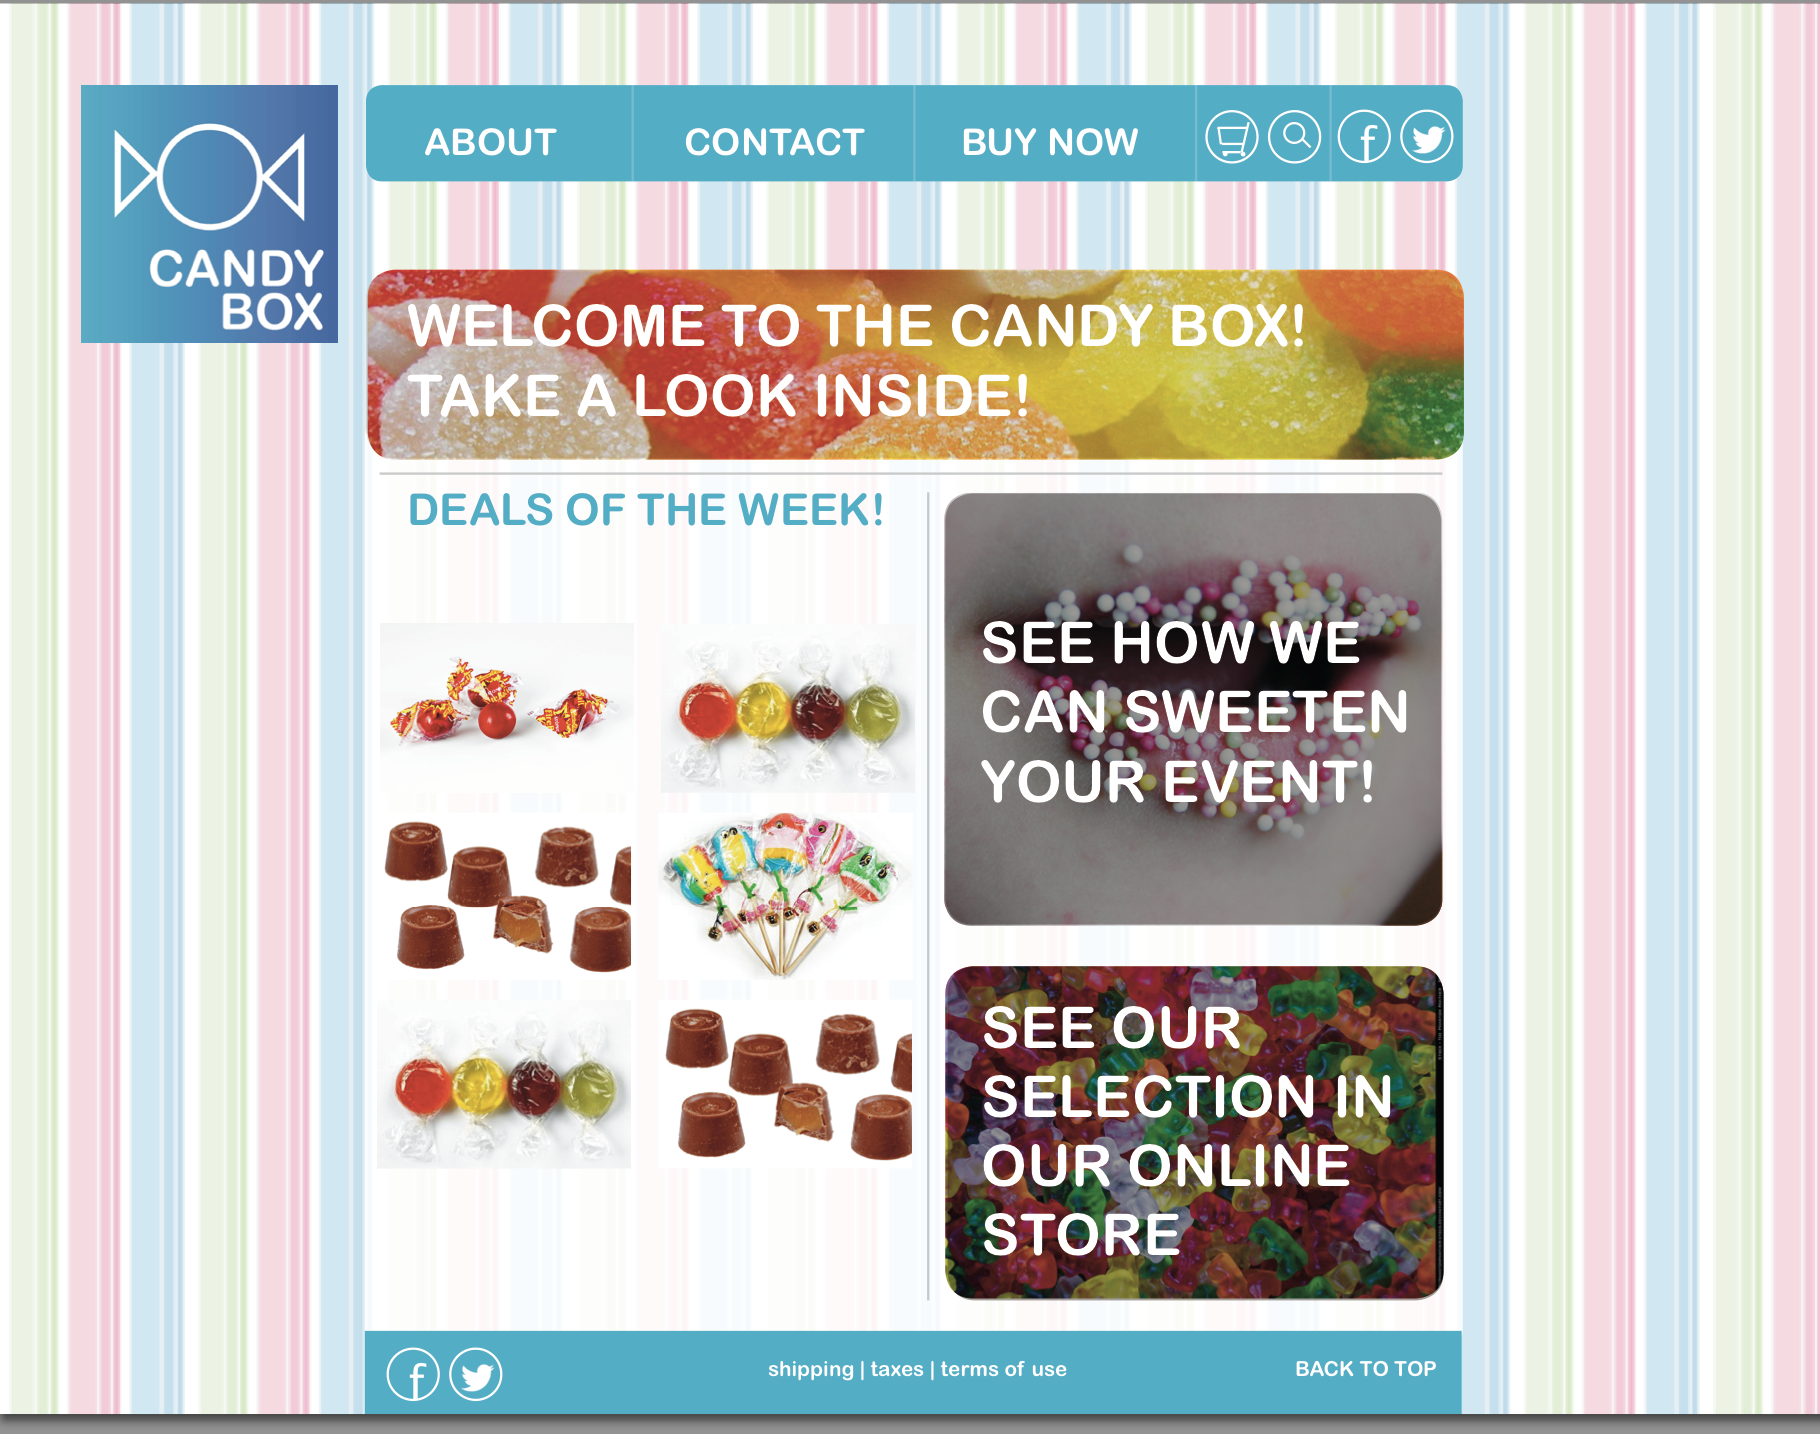 CANDY
BOX
ABOUT
CONTACT
BUY NOW
WELCOME TO THE CANDY BOX!
TAKE A LOOK INSIDE!
DEALS OF THE WEEK!
SEE HOW WE
CAN SWEETEN
YOUR EVENT!
SEE OUR
SELECTION IN
OUR ONLINE
STORE
shipping | taxes | terms of use
BACK TO TOP